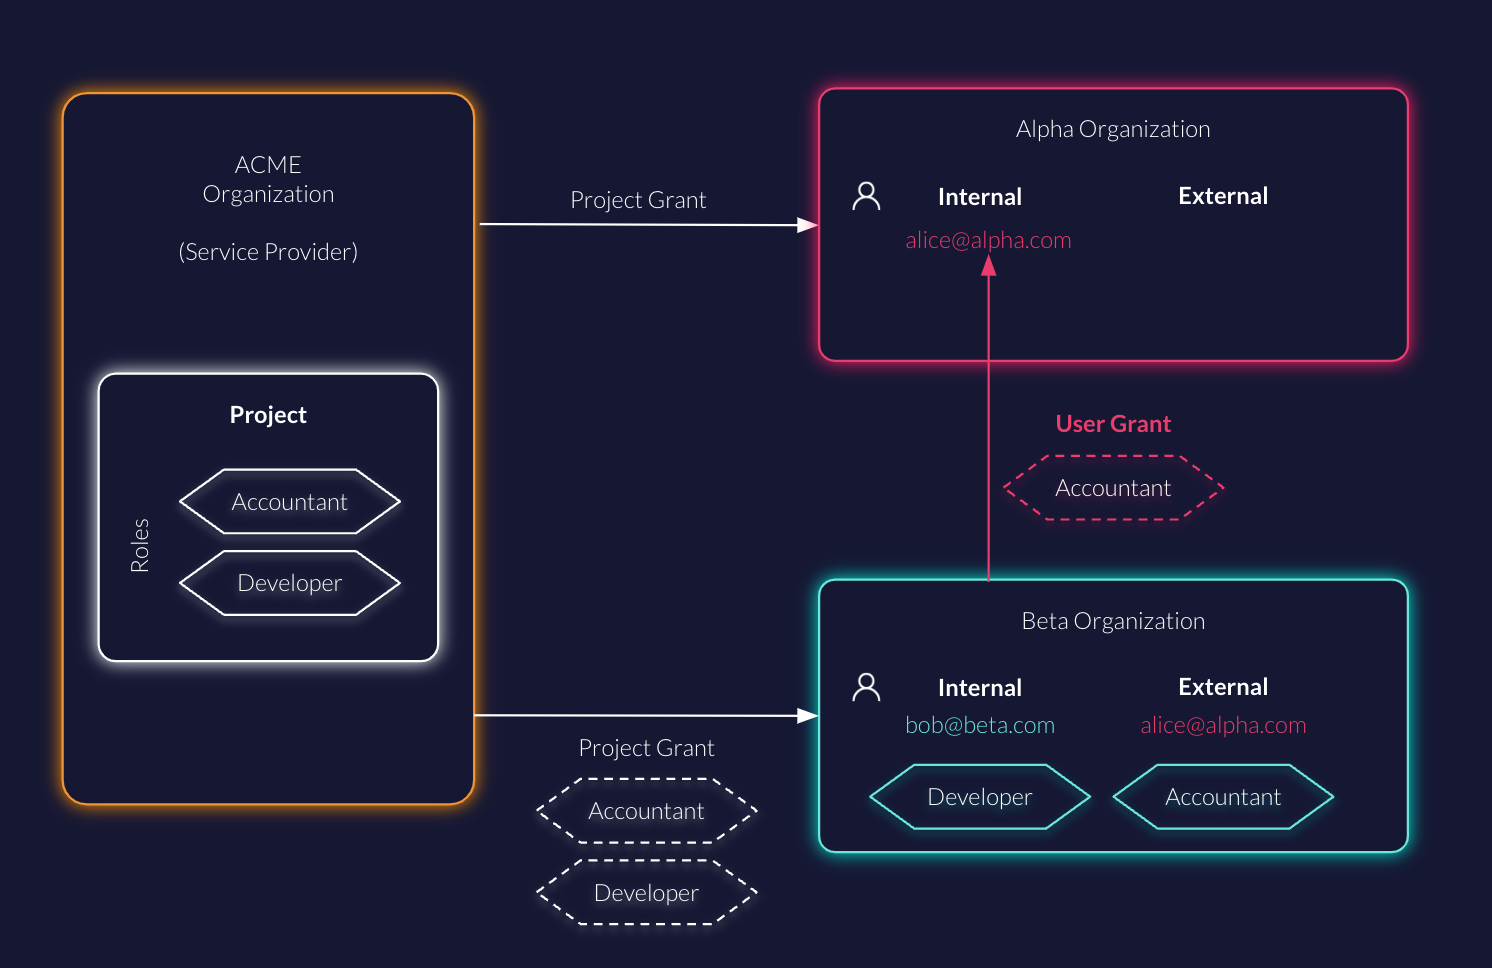 ACME
Organization
(Service Provider)
Project
Roles
Accountant
Developer
Project Grant
Alpha Organization
Internal
External
alice@alpha.com
User Grant
Accountant
Project Grant
Accountant
Developer
Beta Organization
Internal
External
bob@beta.com
alice@alpha.com
Developer
Accountant